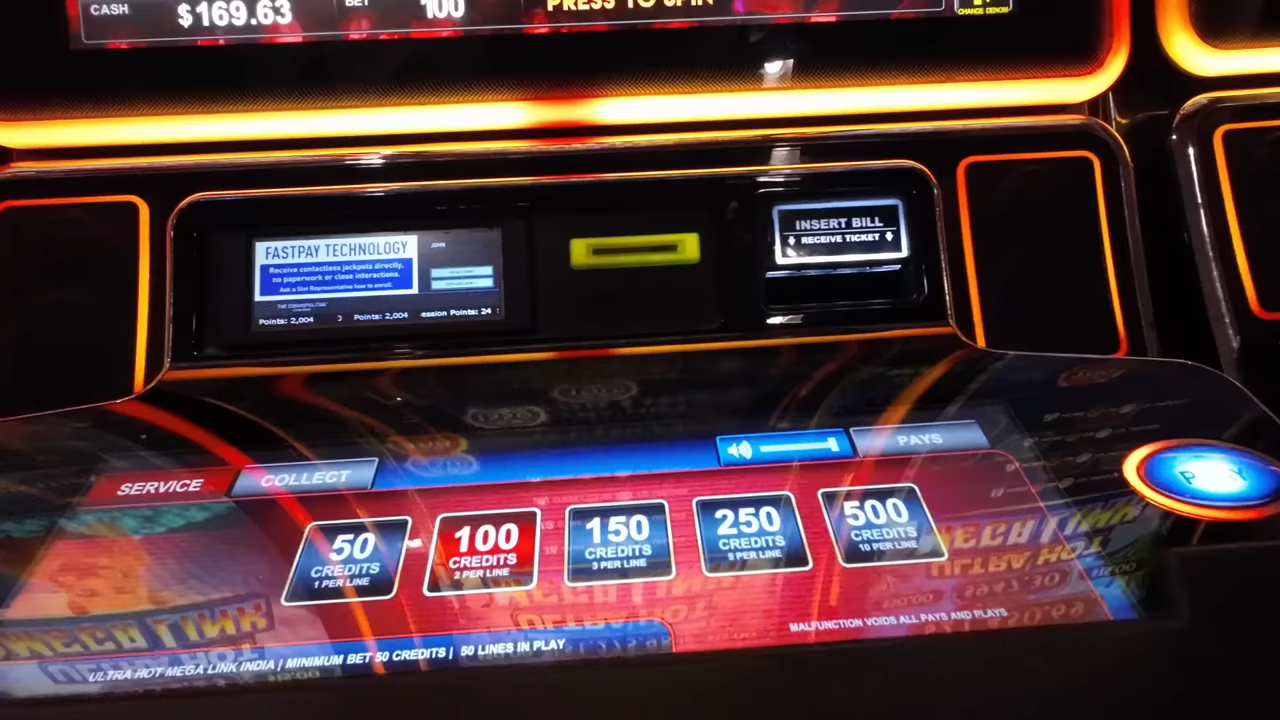 CASH $169.63 BET 100 PRESS TO SPIN
CHANGE DENOM
FASTPAY TECHNOLOGY
Receive contactless jackpots directly,
no paperwork or close interactions.
Ask a Slot Representative how to enroll.
JOHN
THE COSMOPOLITAN
Points: 2,004 Points: 2,004 ession Points: 24
INSERT BILL
RECEIVE TICKET
SERVICE COLLECT PAYS
PLAY
50
CREDITS
1 PER LINE
100
CREDITS
2 PER LINE
150
CREDITS
3 PER LINE
250
CREDITS
5 PER LINE
500
CREDITS
10 PER LINE
MALFUNCTION VOIDS ALL PAYS AND PLAYS
ULTRA HOT MEGA LINK INDIA | MINIMUM BET 50 CREDITS | 50 LINES IN PLAY